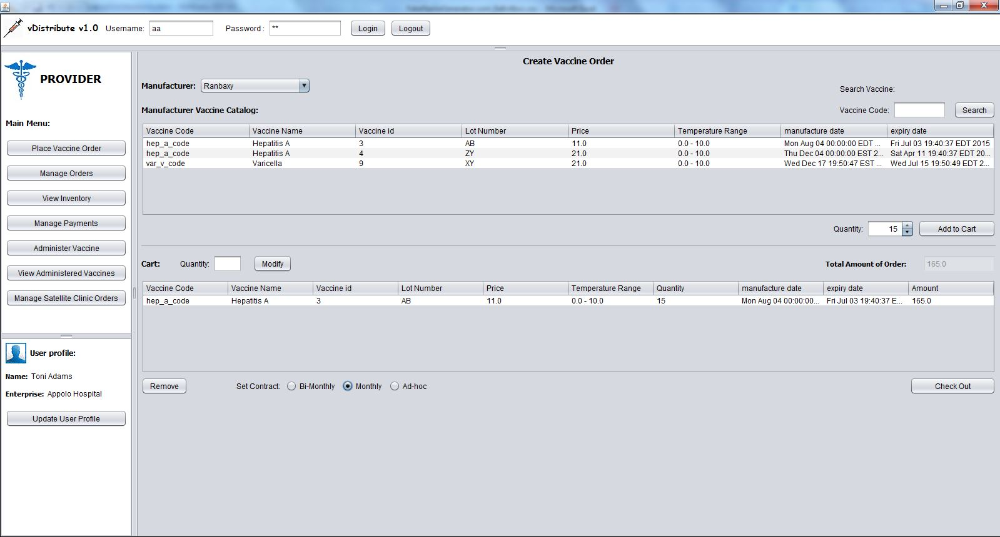 vDistribute v1.0 Username: aa Password : ** Login Logout
PROVIDER
Main Menu:
Place Vaccine Order
Manage Orders
View Inventory
Manage Payments
Administer Vaccine
View Administered Vaccines
Manage Satellite Clinic Orders
User profile:
Name: Toni Adams
Enterprise: Appolo Hospital
Update User Profile
Create Vaccine Order
Manufacturer: Ranbaxy
Search Vaccine:
Manufacturer Vaccine Catalog:
Vaccine Code: Search
Vaccine Code Vaccine Name Vaccine id Lot Number Price Temperature Range manufacture date expiry date
hep_a_code Hepatitis A 3 AB 11.0 0.0 - 10.0 Mon Aug 04 00:00:00 EDT ... Fri Jul 03 19:40:37 EDT 2015
hep_a_code Hepatitis A 4 ZY 21.0 0.0 - 10.0 Thu Dec 04 00:00:00 EST 2... Sat Apr 11 19:40:37 EDT 20...
var_v_code Varicella 9 XY 21.0 0.0 - 10.0 Wed Dec 17 19:50:47 EST ... Wed Jul 15 19:50:49 EDT 2...
Quantity: 15 Add to Cart
Cart: Quantity: Modify Total Amount of Order: 165.0
Vaccine Code Vaccine Name Vaccine id Lot Number Price Temperature Range Quantity manufacture date expiry date Amount
hep_a_code Hepatitis A 3 AB 11.0 0.0 - 10.0 15 Mon Aug 04 00:00:00... Fri Jul 03 19:40:37 E... 165.0
Remove Set Contract: Bi-Monthly Monthly Ad-hoc Check Out